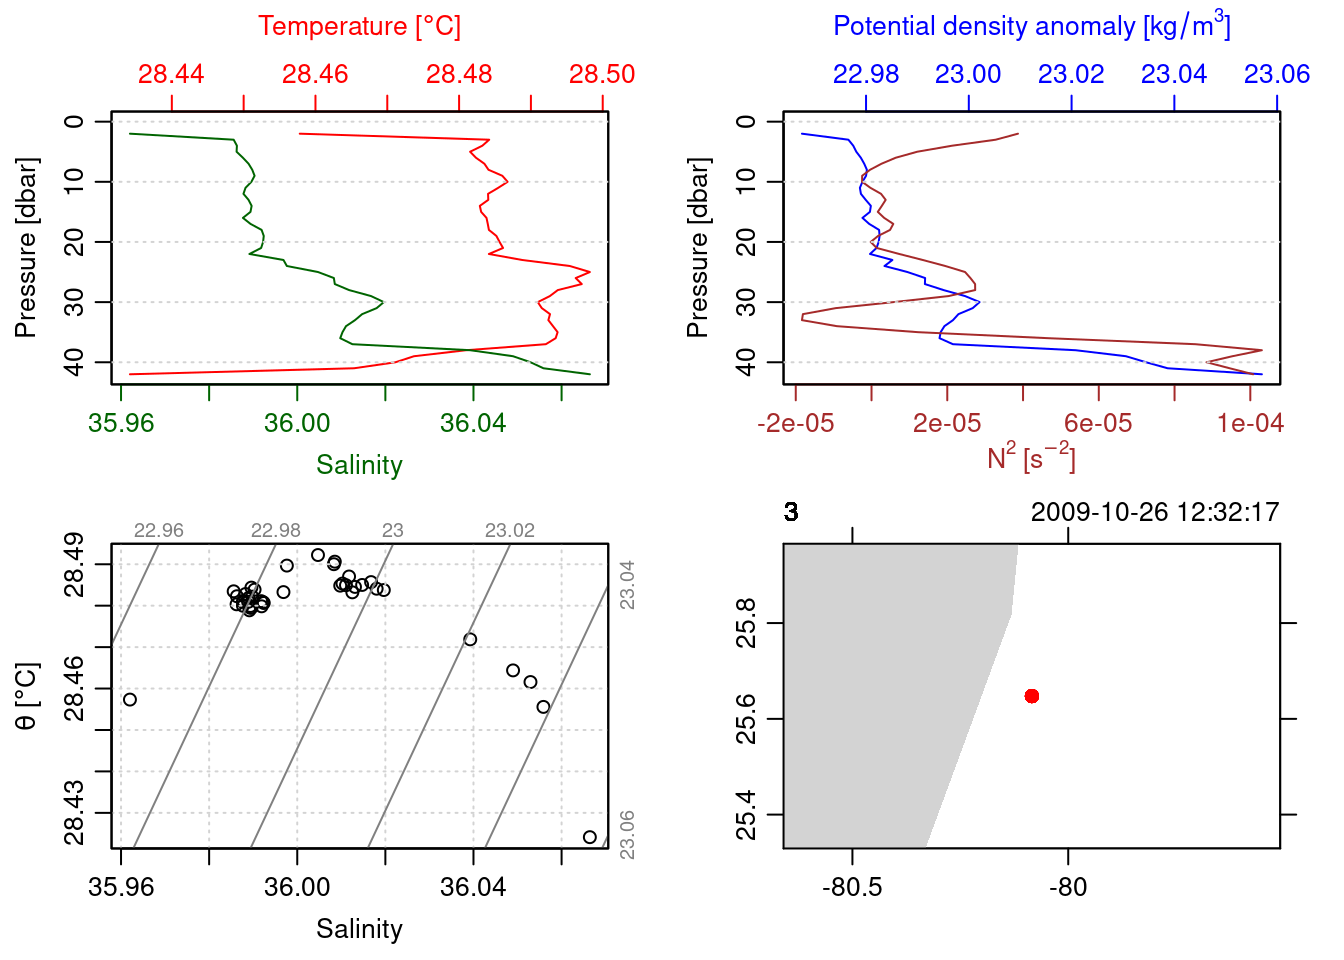 Temperature [°C]
28.44 28.46 28.48 28.50
0
10
20
30
40
Pressure [dbar]
35.96 36.00 36.04
Salinity
Potential density anomaly [kg/m³]
22.98 23.00 23.02 23.04 23.06
0
10
20
30
40
Pressure [dbar]
-2e-05 2e-05 6e-05 1e-04
N² [s⁻²]
22.96 22.98 23 23.02
23.04
23.06
28.49
28.46
28.43
θ [°C]
35.96 36.00 36.04
Salinity
3 2009-10-26 12:32:17
25.8
25.6
25.4
-80.5 -80